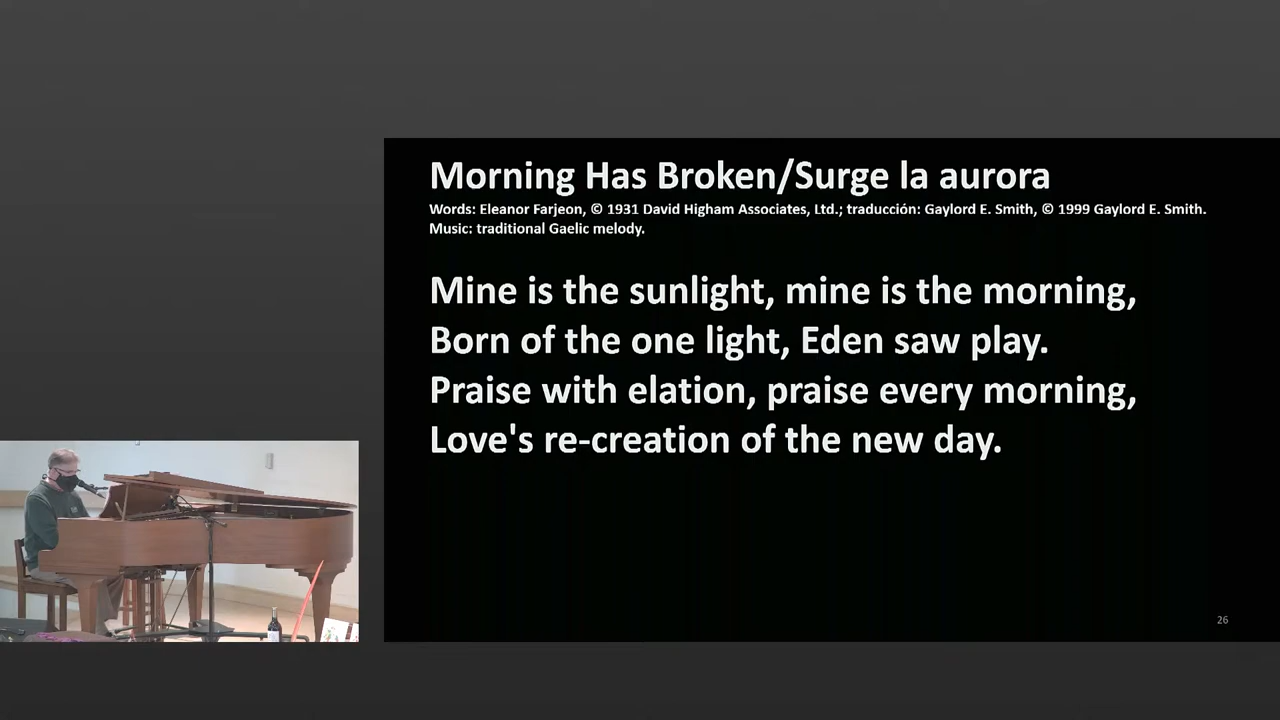 Morning Has Broken/Surge la aurora
Words: Eleanor Farjeon, © 1931 David Higham Associates, Ltd.; traducción: Gaylord E. Smith, © 1999 Gaylord E. Smith.
Music: traditional Gaelic melody.
Mine is the sunlight, mine is the morning,
Born of the one light, Eden saw play.
Praise with elation, praise every morning,
Love's re-creation of the new day.
26